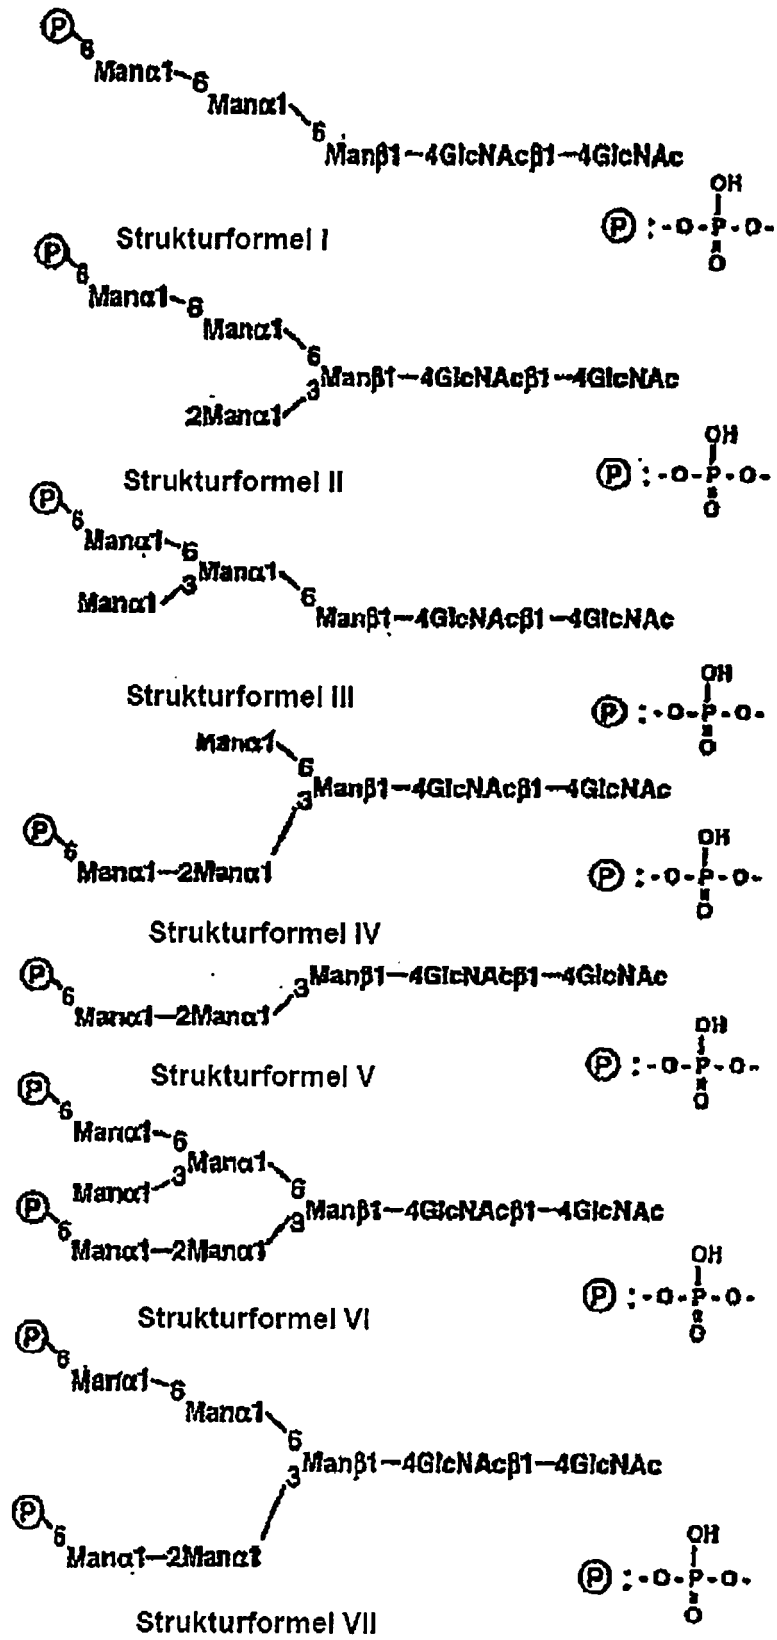 P
6
Manα1-6
Manα1
6
Manβ1-4GlcNAcβ1-4GlcNAc
OH
P : -O-P-O-
O
Strukturformel I
P
6
Manα1-6
Manα1
6
Manβ1-4GlcNAcβ1-4GlcNAc
3
2Manα1
OH
P : -O-P-O-
O
Strukturformel II
P
6
Manα1-6
Manα1
3
Manα1
6
Manβ1-4GlcNAcβ1-4GlcNAc
OH
P : -O-P-O-
O
Strukturformel III
Manα1
6
Manβ1-4GlcNAcβ1-4GlcNAc
3
P
6
Manα1-2Manα1
OH
P : -O-P-O-
O
Strukturformel IV
P
6
Manα1-2Manα1
3
Manβ1-4GlcNAcβ1-4GlcNAc
OH
P : -O-P-O-
O
Strukturformel V
P
6
Manα1-6
Manα1
3
Manα1
6
Manβ1-4GlcNAcβ1-4GlcNAc
3
P
6
Manα1-2Manα1
OH
P : -O-P-O-
O
Strukturformel VI
P
6
Manα1-6
Manα1
6
Manβ1-4GlcNAcβ1-4GlcNAc
3
P
6
Manα1-2Manα1
OH
P : -O-P-O-
O
Strukturformel VII